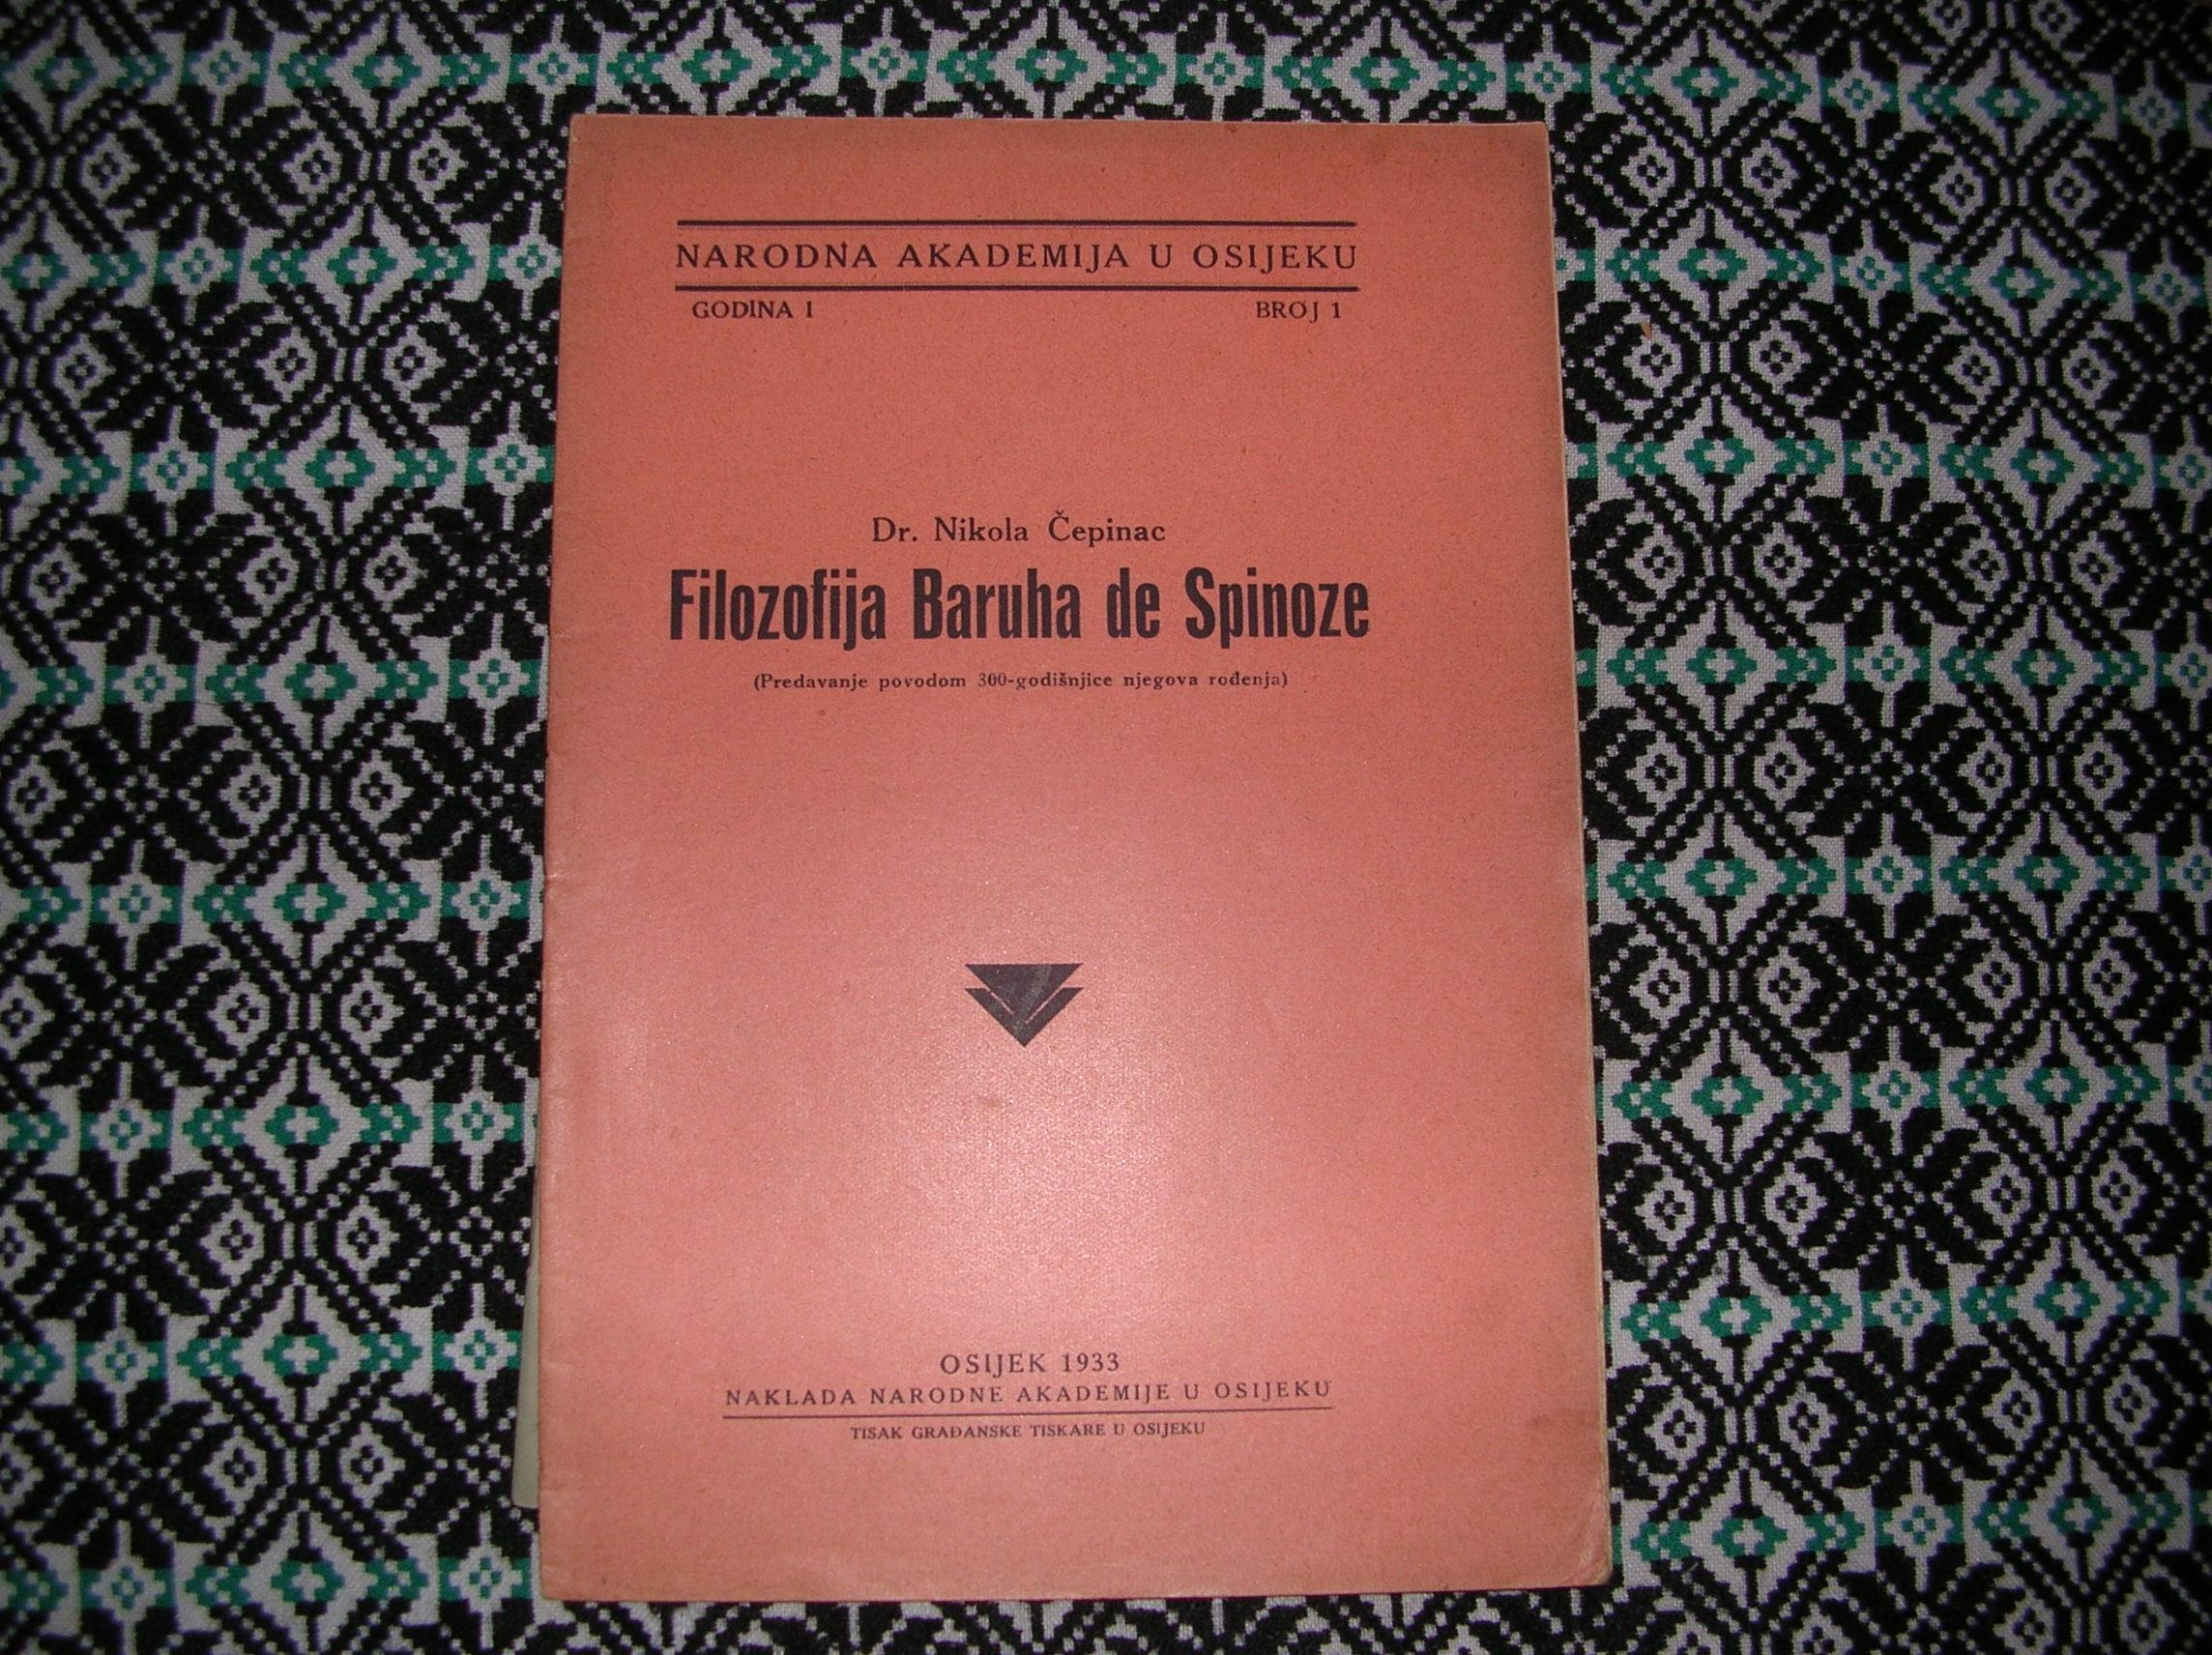 NARODNA AKADEMIJA U OSIJEKU
GODINA I BROJ 1
Dr. Nikola Čepinac
Filozofija Baruha de Spinoze
(Predavanje povodom 300-godišnjice njegova rođenja)
OSIJEK 1933
NAKLADA NARODNE AKADEMIJE U OSIJEKU
TISAK GRAĐANSKE TISKARE U OSIJEKU